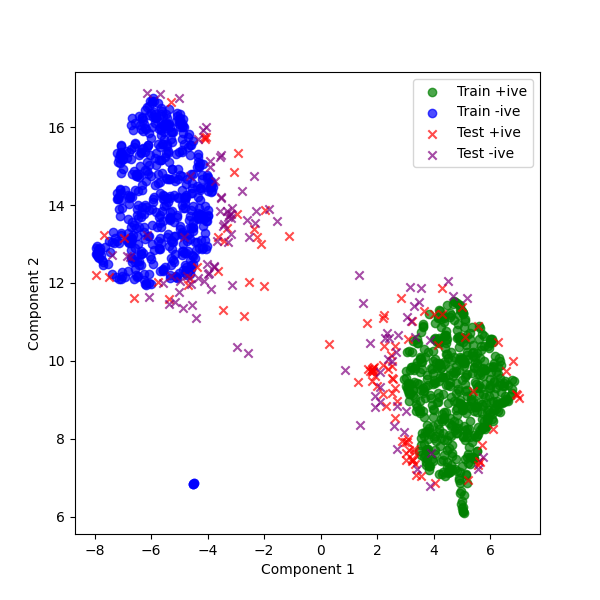 Train +ive
Train -ive
Test +ive
Test -ive
16
14
12
10
8
6
Component 2
−8
−6
−4
−2
0
2
4
6
Component 1